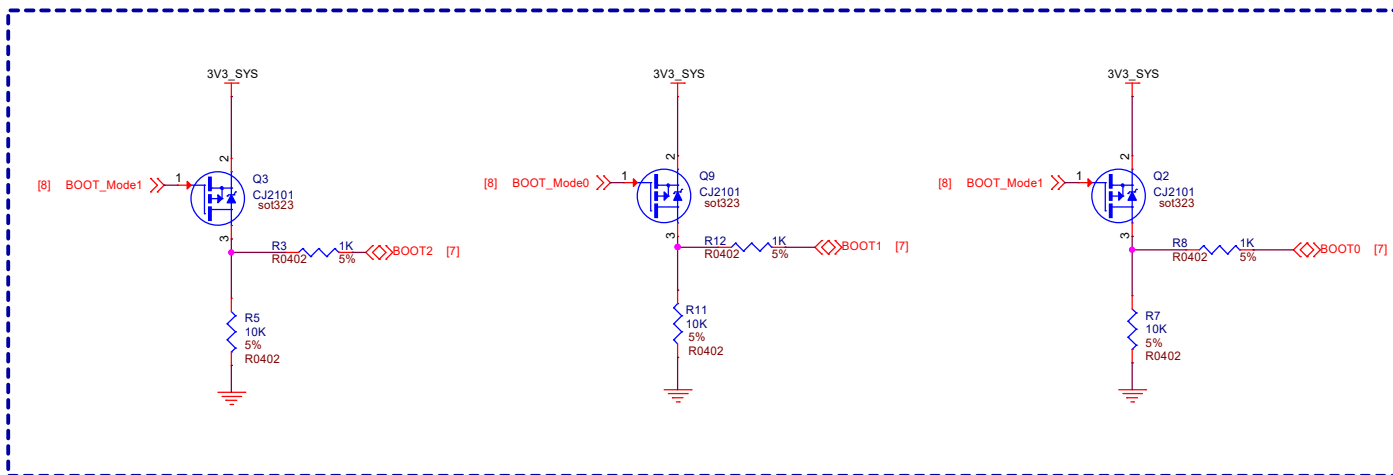 3V3_SYS
2
[8] BOOT_Mode1
1
Q3
CJ2101
sot323
3
R3
1K
R0402
5%
BOOT2 [7]
R5
10K
5%
R0402
3V3_SYS
2
[8] BOOT_Mode0
1
Q9
CJ2101
sot323
3
R12
1K
R0402
5%
BOOT1 [7]
R11
10K
5%
R0402
3V3_SYS
2
[8] BOOT_Mode1
1
Q2
CJ2101
sot323
3
R8
1K
R0402
5%
BOOT0 [7]
R7
10K
5%
R0402